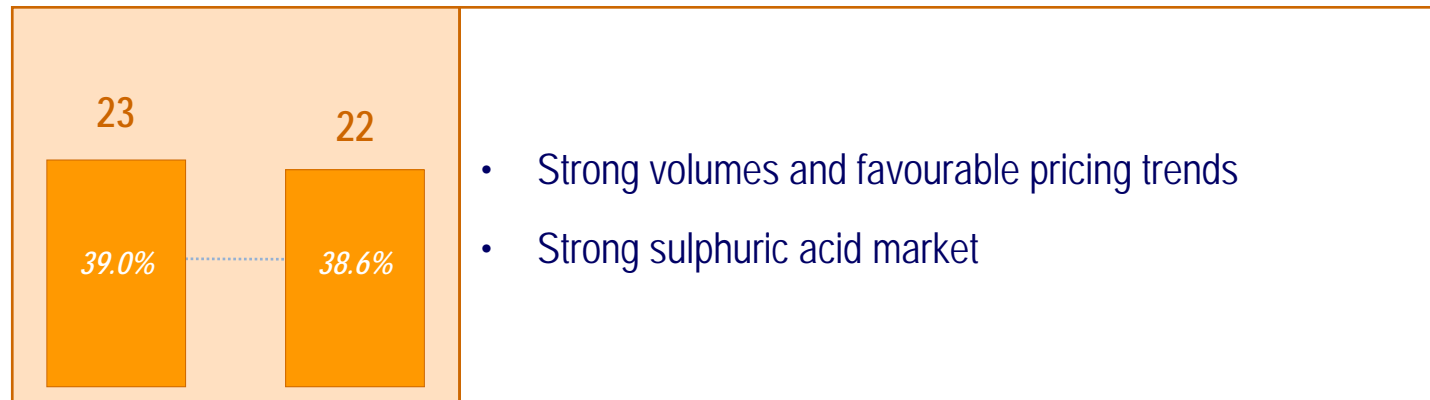 23
22
39.0%
38.6%
• Strong volumes and favourable pricing trends
• Strong sulphuric acid market